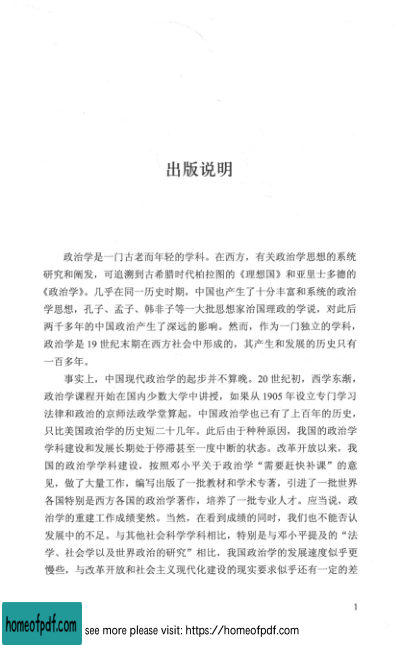 出版说明
政治学是一门古老而年轻的学科。在西方，有关政治学思想的系统
研究和阐发，可追溯到古希腊时代柏拉图的《理想国》和亚里士多德的
《政治学》。几乎在同一历史时期，中国也产生了十分丰富和系统的政治
学思想，孔子、孟子、韩非子等一大批思想家治国理政的学说，对此后
两千多年的中国政治产生了深远的影响。然而，作为一门独立的学科，
政治学是 19 世纪末期在西方社会中形成的，其产生和发展的历史只有
一百多年。
事实上，中国现代政治学的起步并不算晚。20 世纪初，西学东渐，
政治学课程开始在国内少数大学中讲授，如果从 1905 年设立专门学习
法律和政治的京师法政学堂算起，中国政治学也已有了上百年的历史，
只比美国政治学的历史短二十几年。此后由于种种原因，我国的政治学
学科建设和发展长期处于停滞甚至一度中断的状态。改革开放以来，我
国的政治学学科建设，按照邓小平关于政治学“需要赶快补课”的意
见，做了大量工作，编写出版了一批教材和学术专著，引进了一批世界
各国特别是西方各国的政治学著作，培养了一批专业人才。应当说，政
治学的重建工作成绩斐然。当然，在看到成绩的同时，我们也不能否认
发展中的不足。与其他社会科学学科相比，特别是与邓小平提及的“法
学、社会学以及世界政治的研究”相比，我国政治学的发展速度似乎更
慢些，与改革开放和社会主义现代化建设的现实要求似乎还有一定的差
1
homeofpdf.com
see more please visit: https://homeofpdf.com